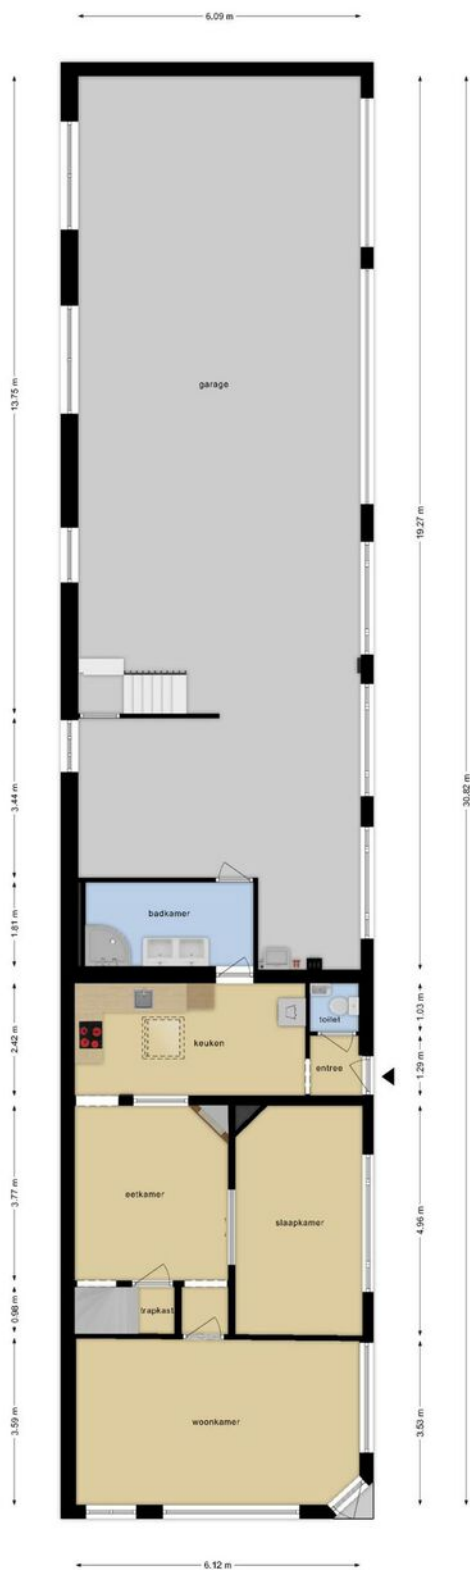 6.09 m
garage
13.75 m
19.27 m
30.82 m
3.44 m
1.81 m
badkamer
2.42 m
keuken
toilet
1.03 m
entree
1.29 m
3.77 m
eetkamer
slaapkamer
4.96 m
0.98 m
trapkast
3.59 m
woonkamer
3.53 m
6.12 m